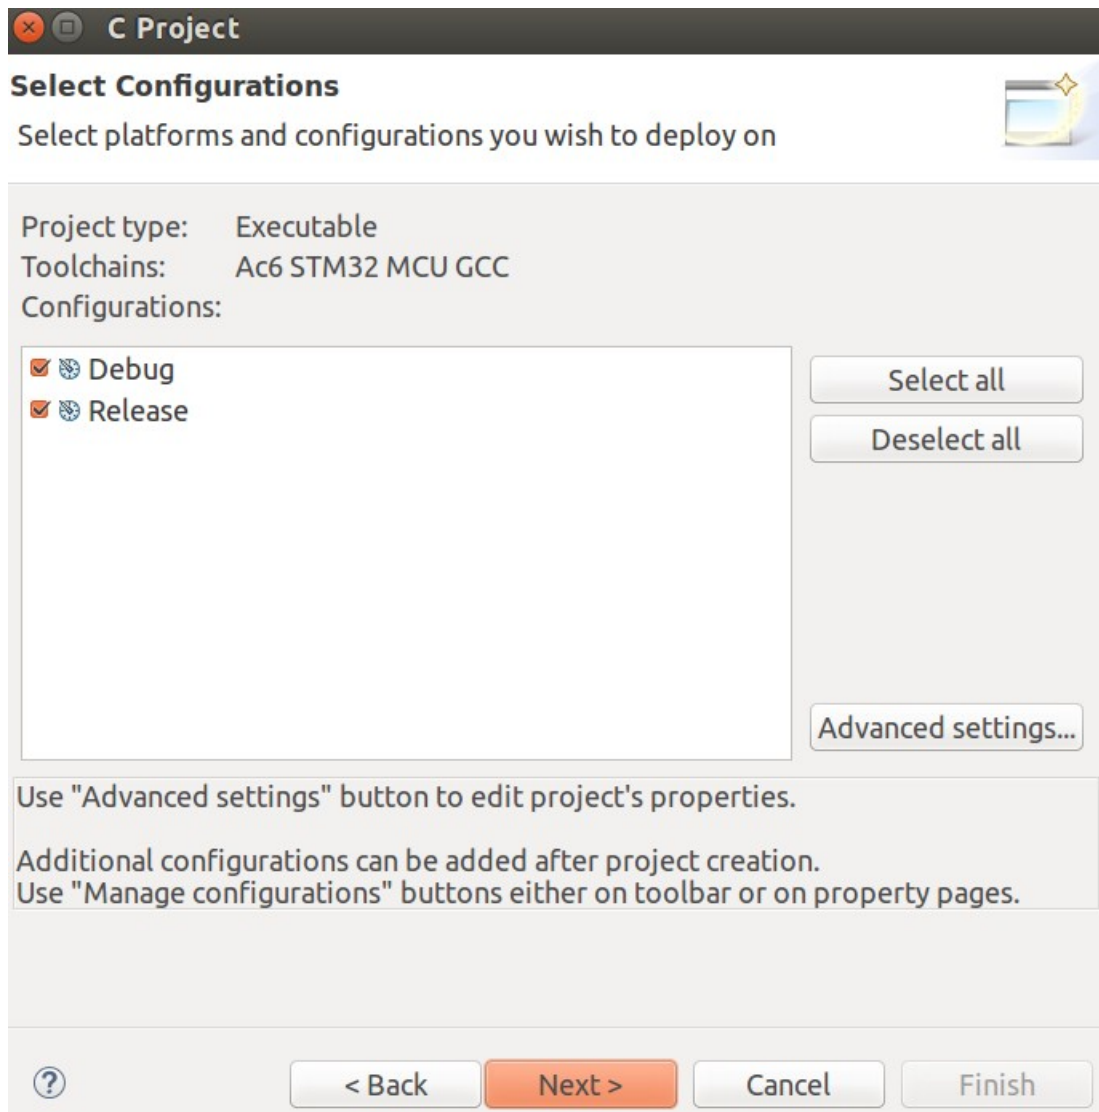 C Project
Select Configurations
Select platforms and configurations you wish to deploy on
Project type: Executable
Toolchains: Ac6 STM32 MCU GCC
Configurations:
Debug
Release
Select all
Deselect all
Advanced settings...
Use "Advanced settings" button to edit project's properties.
Additional configurations can be added after project creation.
Use "Manage configurations" buttons either on toolbar or on property pages.
?
< Back
Next >
Cancel
Finish